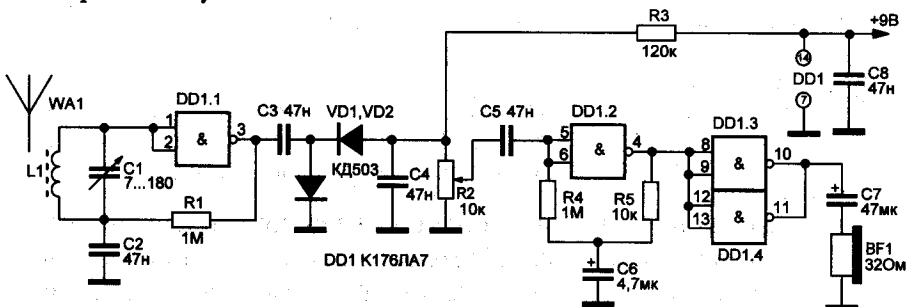 R3
120к
+9В
14
DD1
7
C8
47н
WA1
L1
C1
7...180
C2
47н
R1
1М
DD1.1
1
2
&
3
C3 47н
VD1,VD2
КД503
C4
47н
R2
10к
C5 47н
DD1.2
5
6
&
4
R4
1М
R5
10к
+
C6
4,7мк
DD1.3
8
9
&
10
12
13
&
11
DD1.4
+
C7
47мк
BF1
32Ом
DD1 К176ЛА7